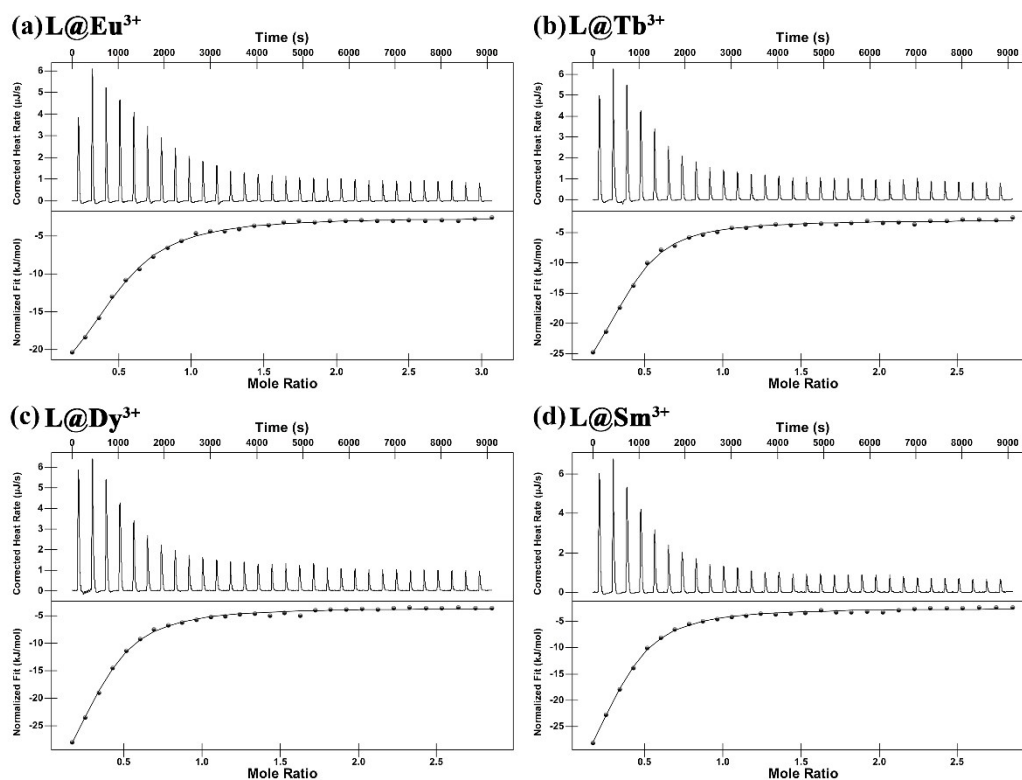 (a) L@Eu³⁺
Time (s)
0 1000 2000 3000 4000 5000 6000 7000 8000 9000
Corrected Heat Rate (µJ/s)
6
5
4
3
2
1
0
Normalized Fit (kJ/mol)
-5
-10
-15
-20
0.5 1.0 1.5 2.0 2.5 3.0
Mole Ratio
(b) L@Tb³⁺
Time (s)
0 1000 2000 3000 4000 5000 6000 7000 8000 9000
Corrected Heat Rate (µJ/s)
6
5
4
3
2
1
0
Normalized Fit (kJ/mol)
-5
-10
-15
-20
-25
0.5 1.0 1.5 2.0 2.5
Mole Ratio
(c) L@Dy³⁺
Time (s)
0 1000 2000 3000 4000 5000 6000 7000 8000 9000
Corrected Heat Rate (µJ/s)
6
5
4
3
2
1
0
Normalized Fit (kJ/mol)
-5
-10
-15
-20
-25
0.5 1.0 1.5 2.0 2.5
Mole Ratio
(d) L@Sm³⁺
Time (s)
0 1000 2000 3000 4000 5000 6000 7000 8000 9000
Corrected Heat Rate (µJ/s)
6
4
2
0
Normalized Fit (kJ/mol)
-5
-10
-15
-20
-25
0.5 1.0 1.5 2.0 2.5
Mole Ratio